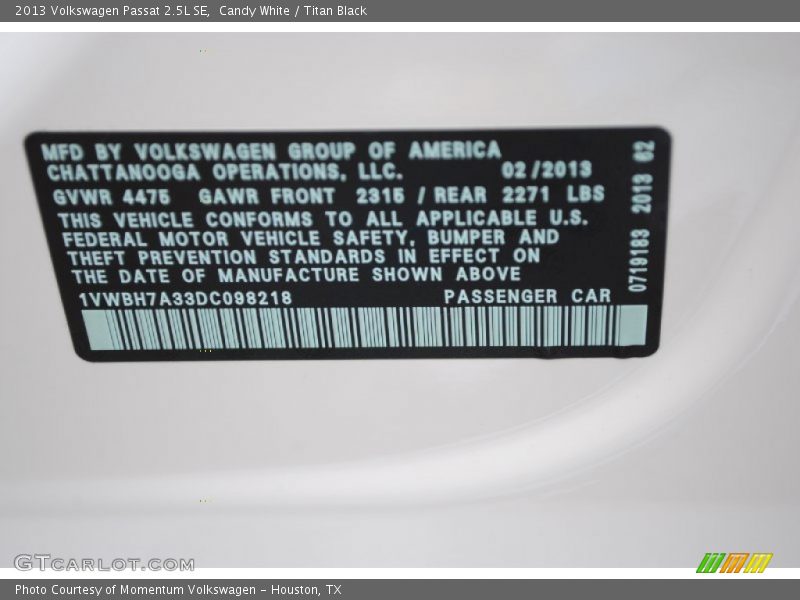 2013 Volkswagen Passat 2.5L SE, Candy White / Titan Black
MFD BY VOLKSWAGEN GROUP OF AMERICA
CHATTANOOGA OPERATIONS, LLC. 02/2013
GVWR 4475 GAWR FRONT 2315 / REAR 2271 LBS
THIS VEHICLE CONFORMS TO ALL APPLICABLE U.S.
FEDERAL MOTOR VEHICLE SAFETY, BUMPER AND
THEFT PREVENTION STANDARDS IN EFFECT ON
THE DATE OF MANUFACTURE SHOWN ABOVE
1VWBH7A33DC098218 PASSENGER CAR
0719183 2013 62
GTCARLOT.COM
Photo Courtesy of Momentum Volkswagen - Houston, TX